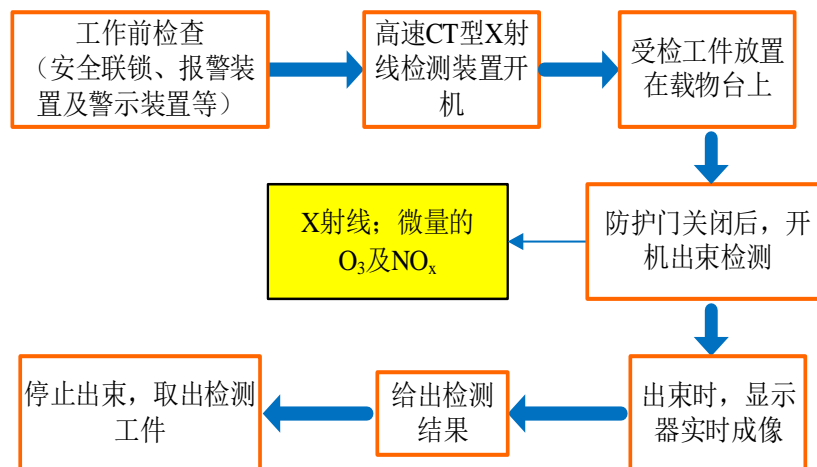 工作前检查
（安全联锁、报警装
置及警示装置等）
高速CT型X射
线检测装置开
机
受检工件放置
在载物台上
防护门关闭后，开
机出束检测
X射线；微量的
O₃及NOₓ
出束时，显示
器实时成像
给出检测
结果
停止出束，取出检测
工件